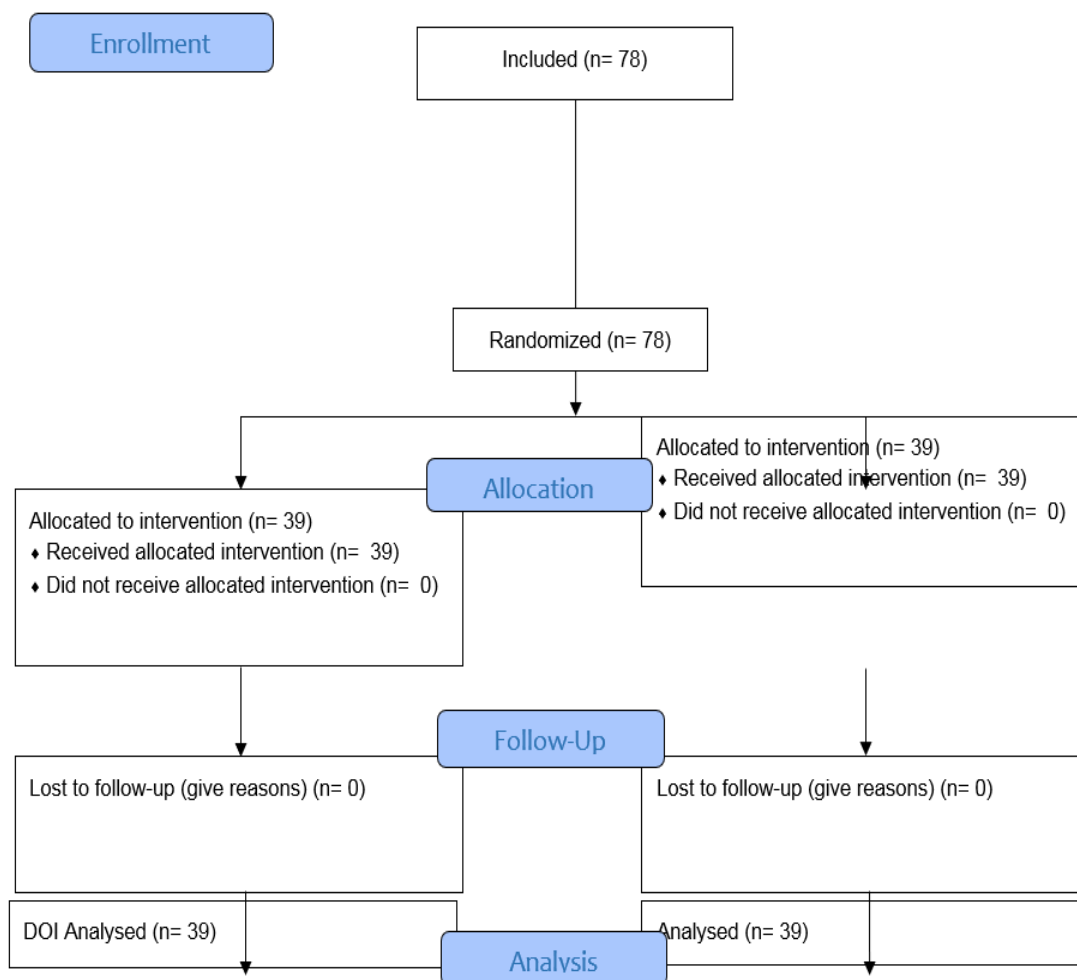 Enrollment
Included (n= 78)
Randomized (n= 78)
Allocation
Allocated to intervention (n= 39)
♦ Received allocated intervention (n= 39)
♦ Did not receive allocated intervention (n= 0)
Allocated to intervention (n= 39)
♦ Received allocated intervention (n= 39)
♦ Did not receive allocated intervention (n= 0)
Follow-Up
Lost to follow-up (give reasons) (n= 0)
Lost to follow-up (give reasons) (n= 0)
DOI Analysed (n= 39)
Analysed (n= 39)
Analysis